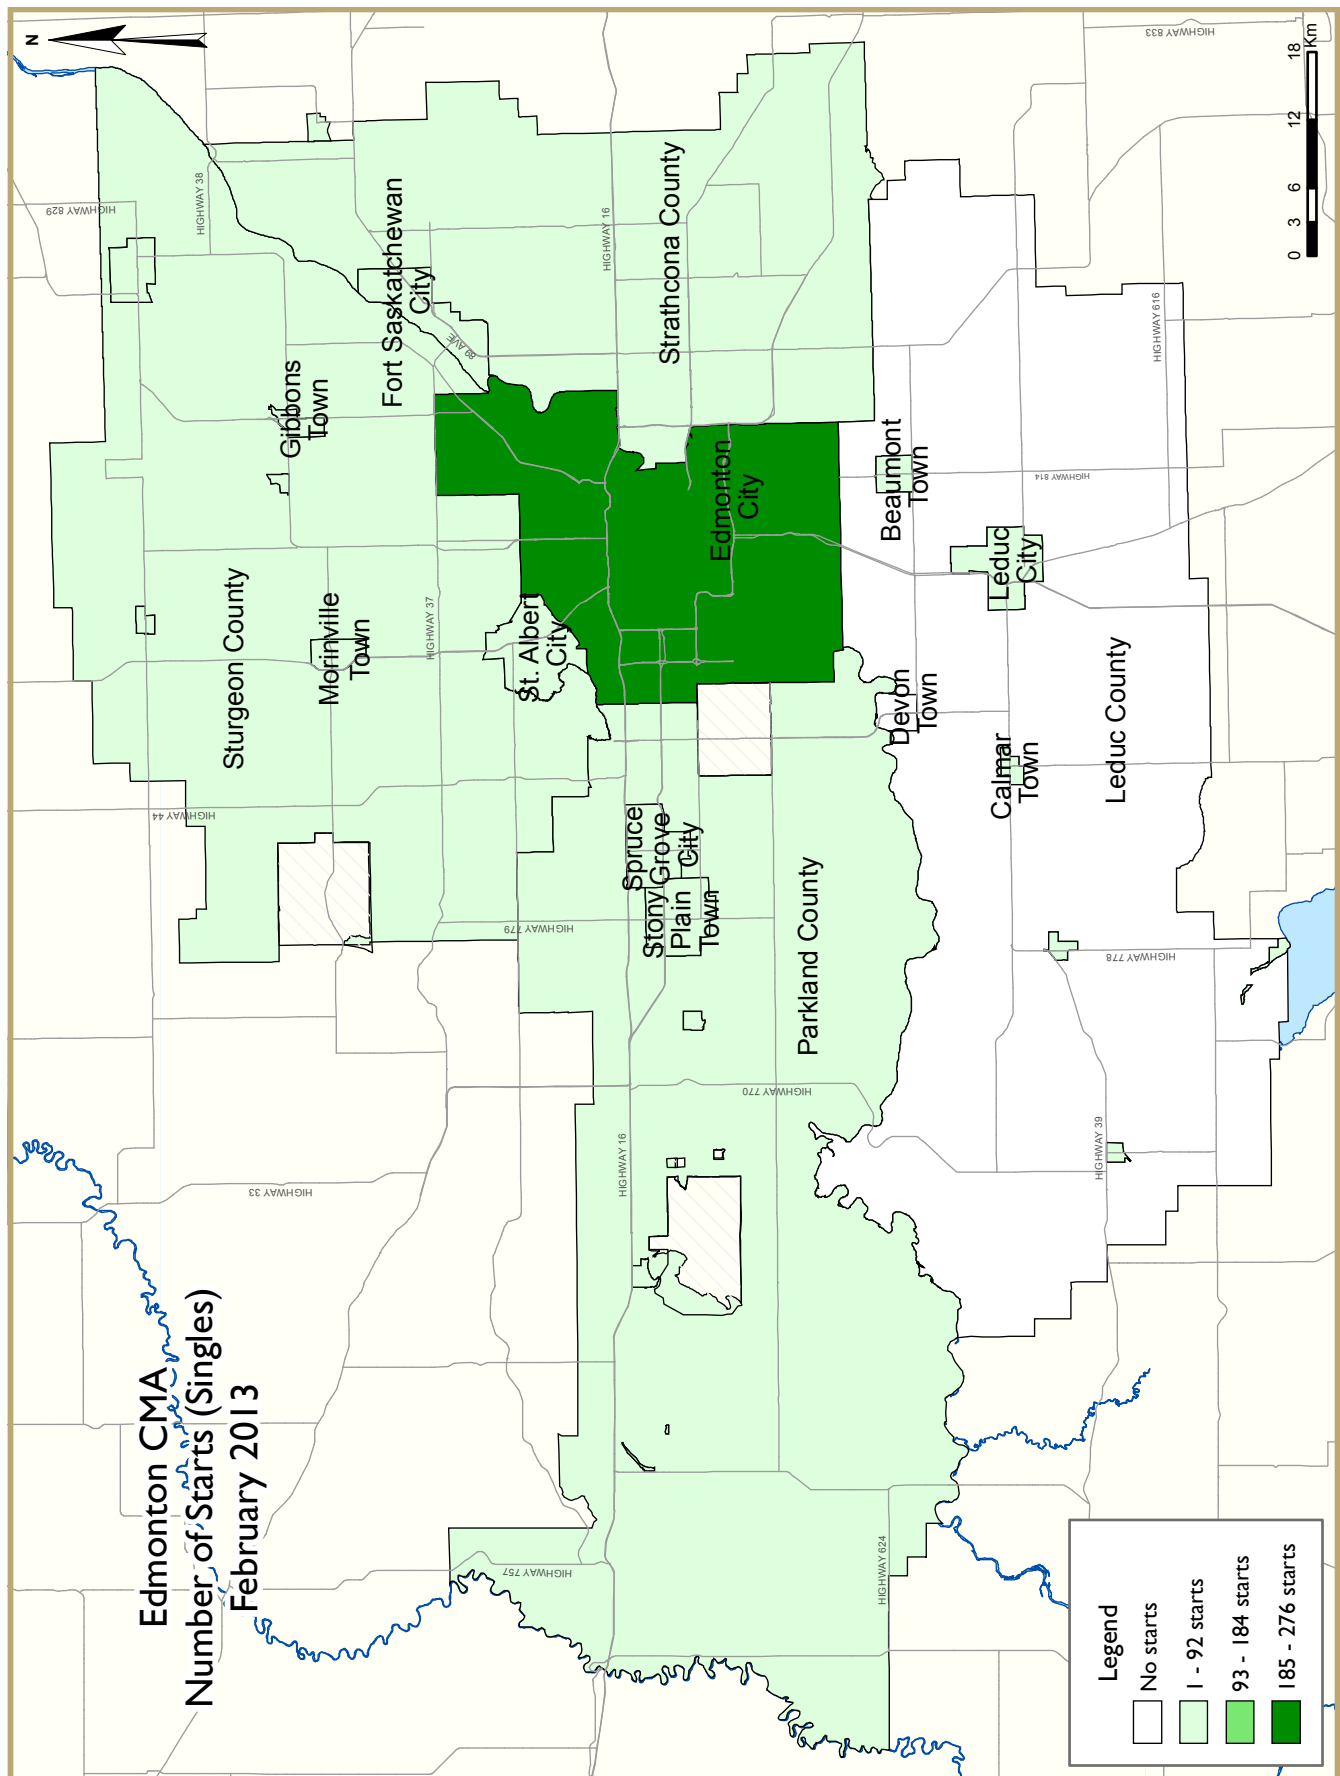 Edmonton CMA
Number of Starts (Singles)
February 2013
N
HIGHWAY 829
HIGHWAY 38
HIGHWAY 833
Fort Saskatchewan
City
89 AVE
Gibbons
Town
HIGHWAY 16
Strathcona County
HIGHWAY 616
Sturgeon County
Morinville
Town
HIGHWAY 37
St. Albert
City
Edmonton
City
Beaumont
Town
HIGHWAY 814
Leduc
City
HIGHWAY 44
HIGHWAY 779
Spruce
Grove
City
Stony
Plain
Town
Devon
Town
Calmar
Town
Leduc County
Parkland County
HIGHWAY 778
HIGHWAY 770
HIGHWAY 39
HIGHWAY 33
HIGHWAY 16
HIGHWAY 757
HIGHWAY 624
Legend
No starts
1 - 92 starts
93 - 184 starts
185 - 276 starts
0 3 6 12 18
Km